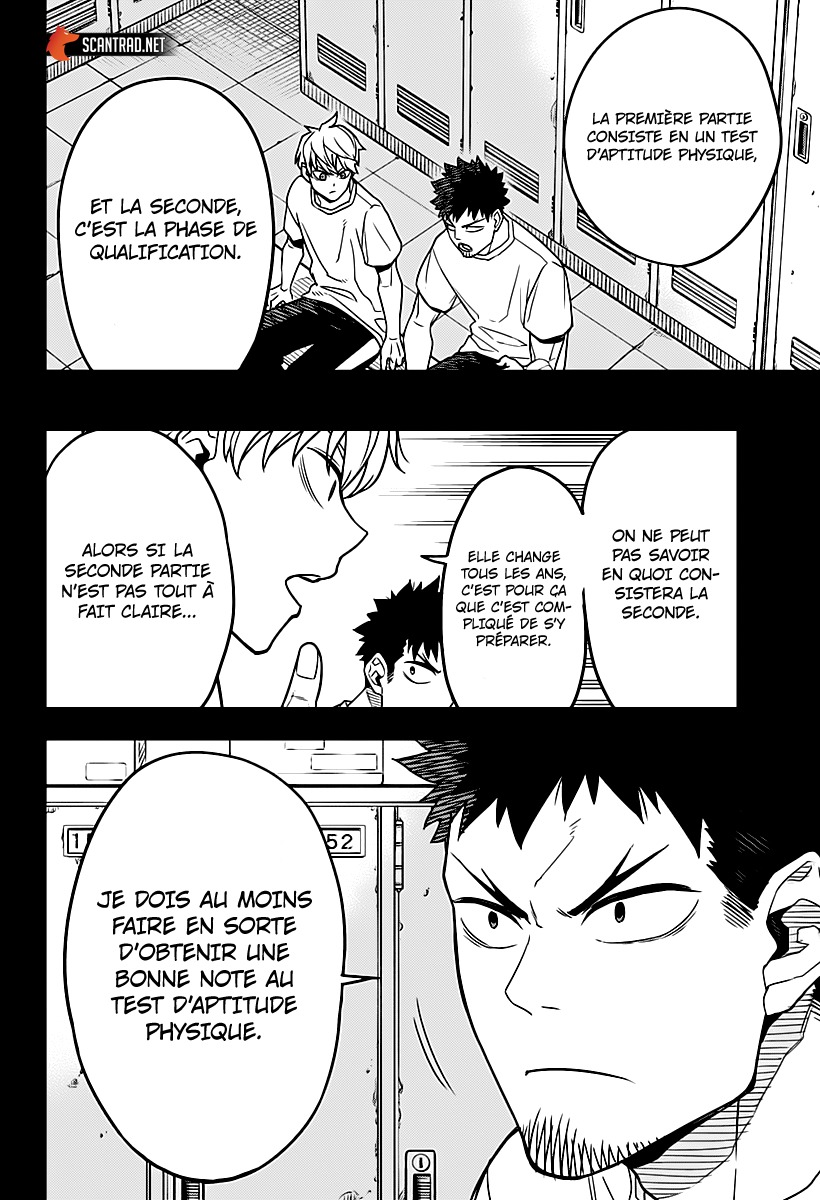 SCANTRAD.NET
LA PREMIÈRE PARTIE
CONSISTE EN UN TEST
D'APTITUDE PHYSIQUE,
ET LA SECONDE,
C'EST LA PHASE DE
QUALIFICATION.
ON NE PEUT
PAS SAVOIR
EN QUOI CON-
SISTERA LA
SECONDE.
ELLE CHANGE
TOUS LES ANS,
C'EST POUR ÇA
QUE C'EST COM-
PLIQUÉ DE S'Y
PRÉPARER.
ALORS SI LA
SECONDE PARTIE
N'EST PAS TOUT À
FAIT CLAIRE...
JE DOIS AU MOINS
FAIRE EN SORTE
D'OBTENIR UNE
BONNE NOTE AU
TEST D'APTITUDE
PHYSIQUE.
52